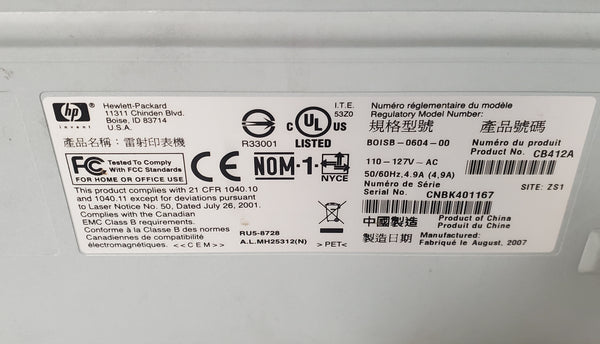 hp
invent
Hewlett-Packard
11311 Chinden Blvd.
Boise, ID 83714
U.S.A.
產品名稱: 雷射印表機
FC Tested To Comply
With FCC Standards
FOR HOME OR OFFICE USE
This product complies with 21 CFR 1040.10
and 1040.11 except for deviations pursuant
to Laser Notice No. 50, Dated July 26, 2001.
Complies with the Canadian
EMC Class B requirements.
Conforme à la classe B des normes
canadiennes de compatibilité
électromagnétiques. <<CEM>>
R33001
C UL US
LISTED
I.T.E.
53Z0
CE
NOM-1-
NYCE
RU5-8728
A.L.MH25312(N)
>PET<
Numéro réglementaire du modèle
Regulatory Model Number:
規格型號
BOISB-0604-00
110-127V-AC
50/60Hz,4.9A (4,9A)
產品號碼
Numéro du produit
Product No. CB412A
Numéro de Série
Serial No. CNBK401167
SITE: ZS1
中國製造
Product of China
Produit du Chine
製造日期
Manufactured:
Fabriqué le August, 2007